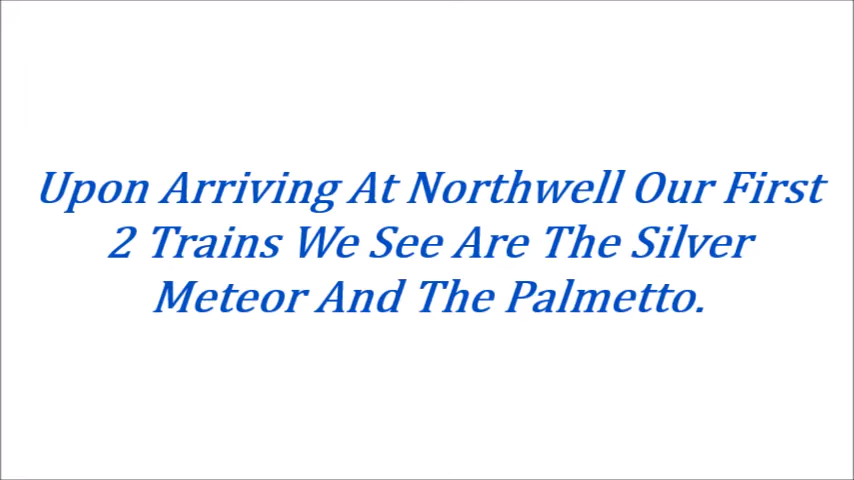 Upon Arriving At Northwell Our First
2 Trains We See Are The Silver
Meteor And The Palmetto.